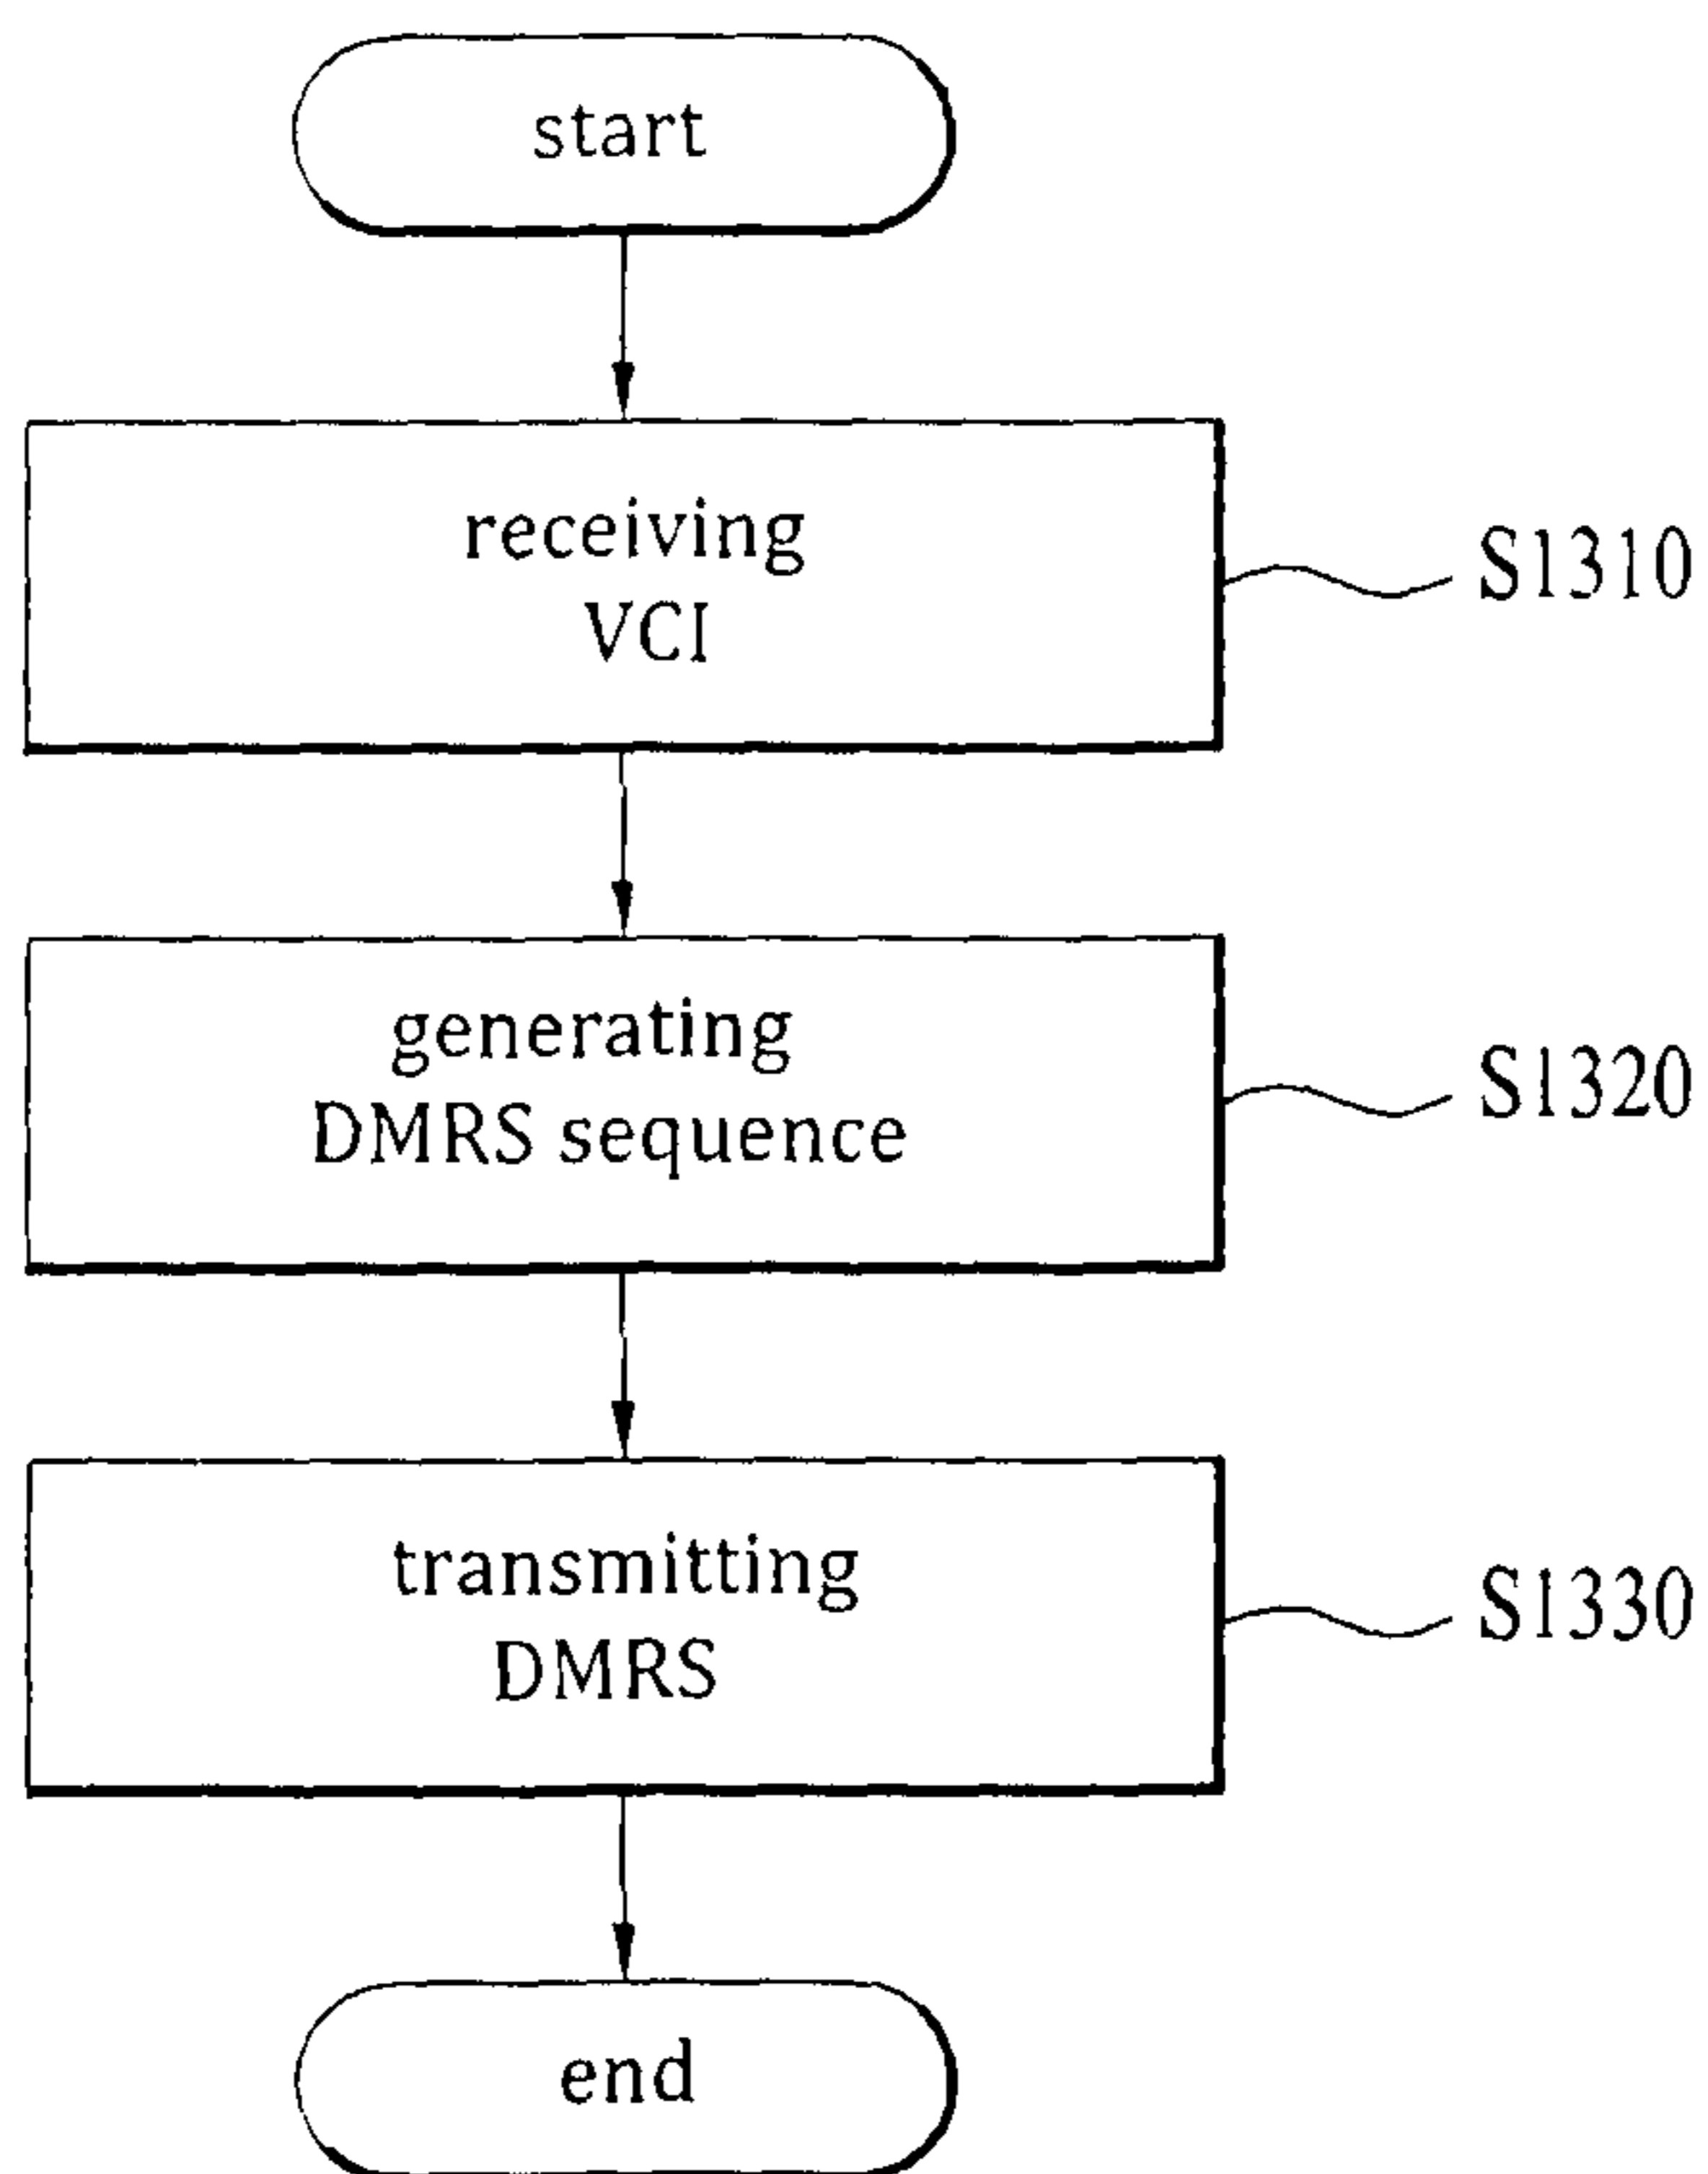 start
receiving
VCI
S1310
generating
DMRS sequence
S1320
transmitting
DMRS
S1330
end